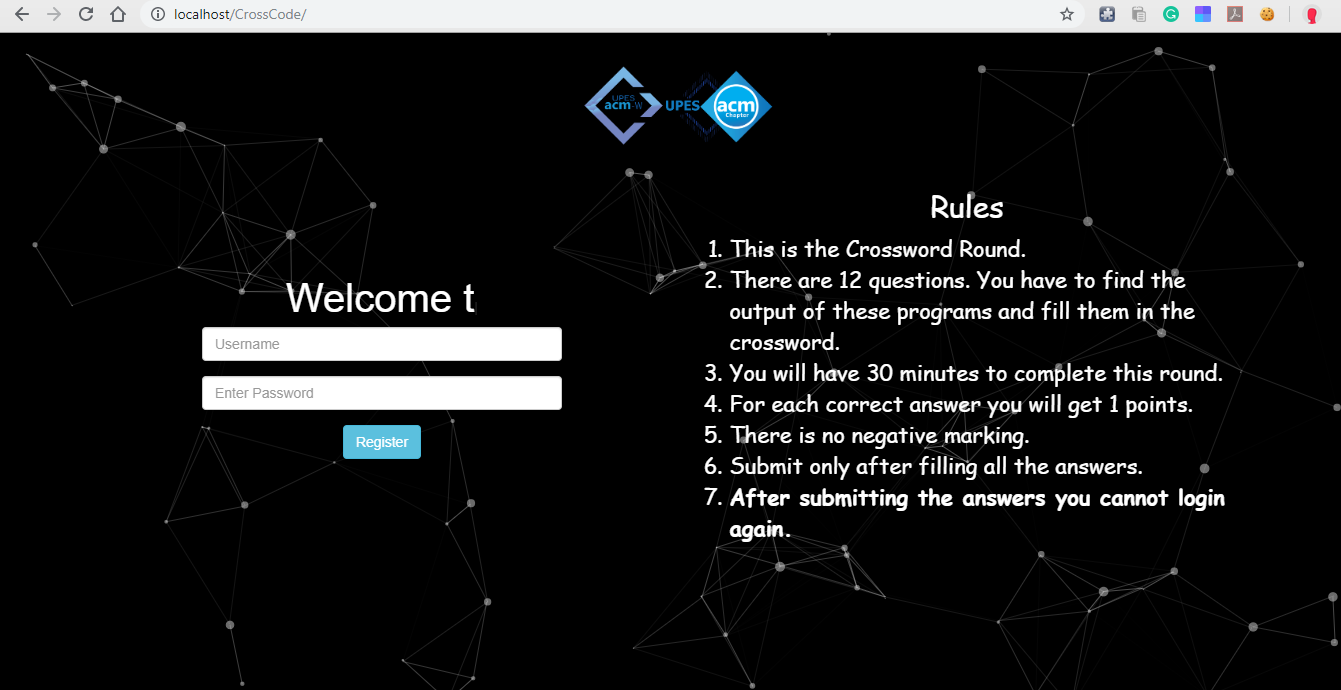 localhost/CrossCode/
UPES
acm-W
UPES
acm
Chapter
Rules
1. This is the Crossword Round.
2. There are 12 questions. You have to find the
output of these programs and fill them in the
crossword.
3. You will have 30 minutes to complete this round.
4. For each correct answer you will get 1 points.
5. There is no negative marking.
6. Submit only after filling all the answers.
7. After submitting the answers you cannot login
again.
Welcome t
Username
Enter Password
Register